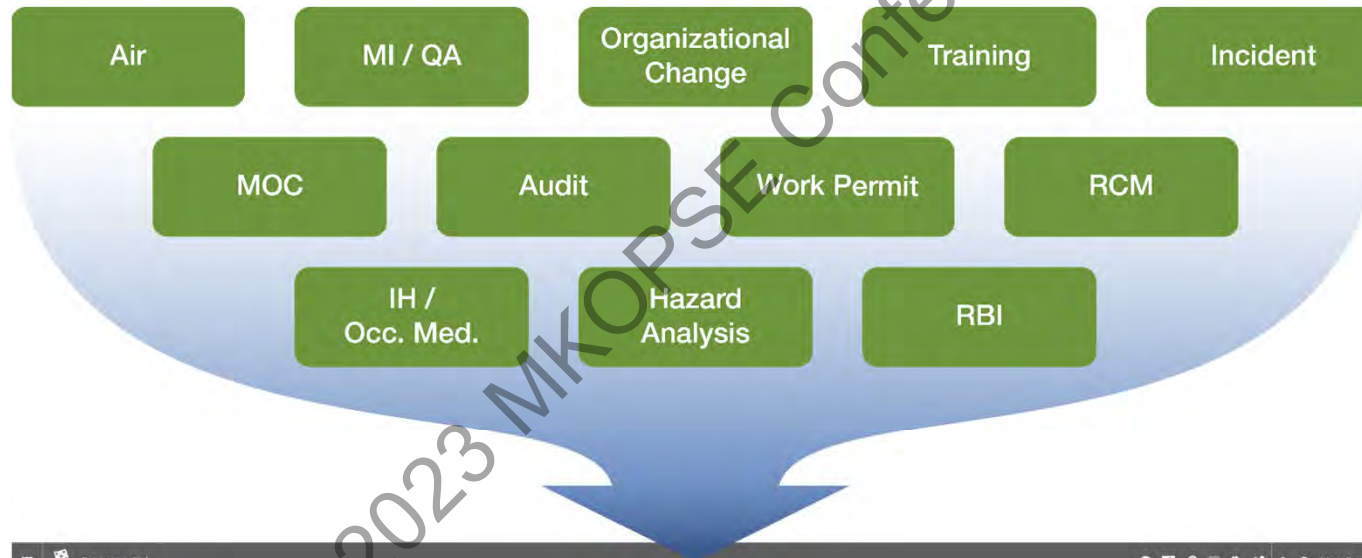 Air
MI / QA
Organizational
Change
Training
Incident
MOC
Audit
Work Permit
RCM
IH /
Occ. Med.
Hazard
Analysis
RBI
2023 MKOPSE